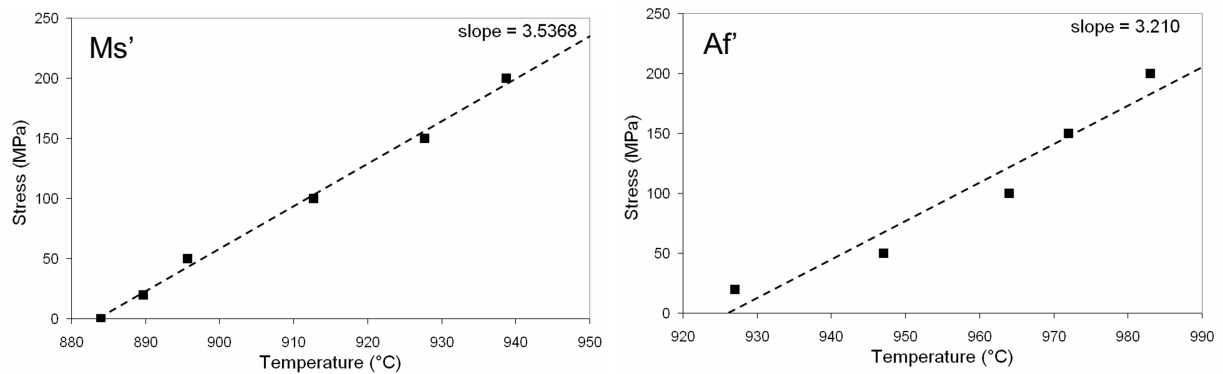 Ms’
slope = 3.5368
250
200
150
100
50
0
Stress (MPa)
880 890 900 910 920 930 940 950
Temperature (°C)
Af’
slope = 3.210
250
200
150
100
50
0
Stress (MPa)
920 930 940 950 960 970 980 990
Temperature (°C)